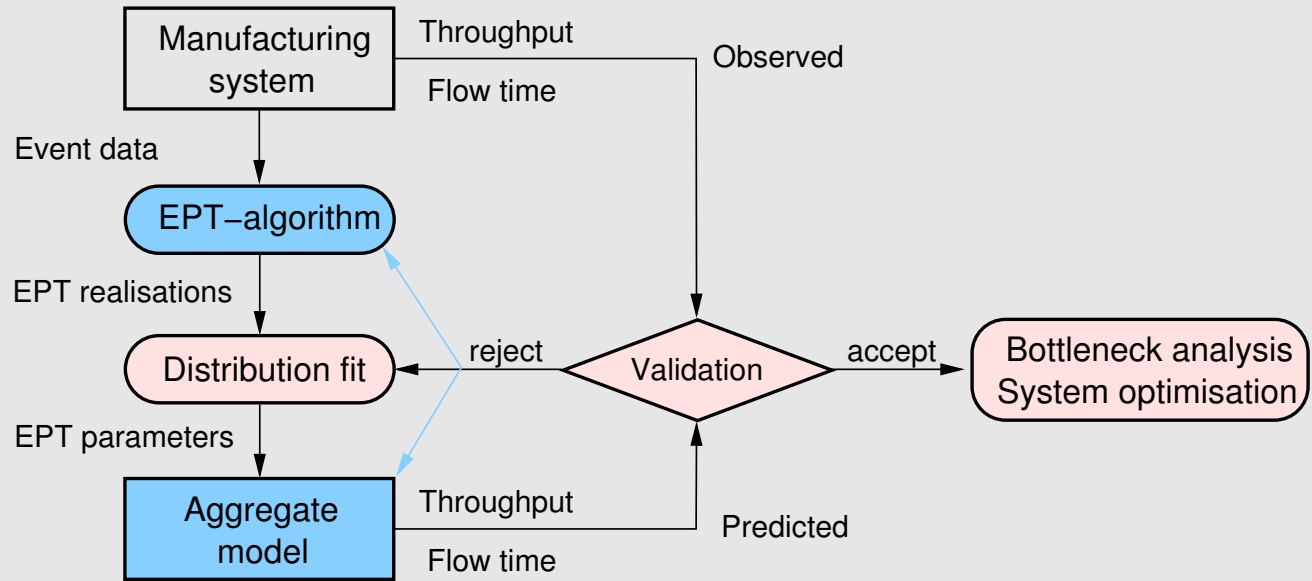 Manufacturing
system
Throughput
Flow time
Observed
Event data
EPT–algorithm
EPT realisations
Distribution fit
reject
Validation
accept
Bottleneck analysis
System optimisation
EPT parameters
Aggregate
model
Throughput
Flow time
Predicted